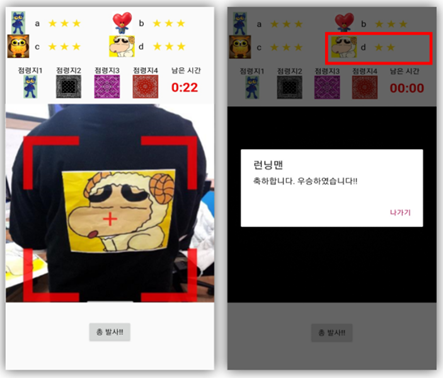 a ★★★ b ★★★
c ★★★ d ★★★
점령지1 점령지2 점령지3 점령지4 남은 시간
0:22
총 발사!!
a ★★★ b ★★★
c ★★★ d ★★
점령지1 점령지2 점령지3 점령지4 남은 시간
00:00
런닝맨
축하합니다. 우승하였습니다!!
나가기
총 발사!!